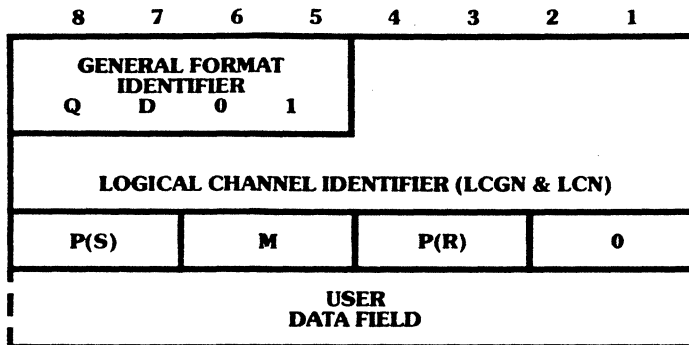 8 7 6 5 4 3 2 1
GENERAL FORMAT
IDENTIFIER
Q D 0 1
LOGICAL CHANNEL IDENTIFIER (LCGN & LCN)
P(S) M P(R) 0
USER
DATA FIELD